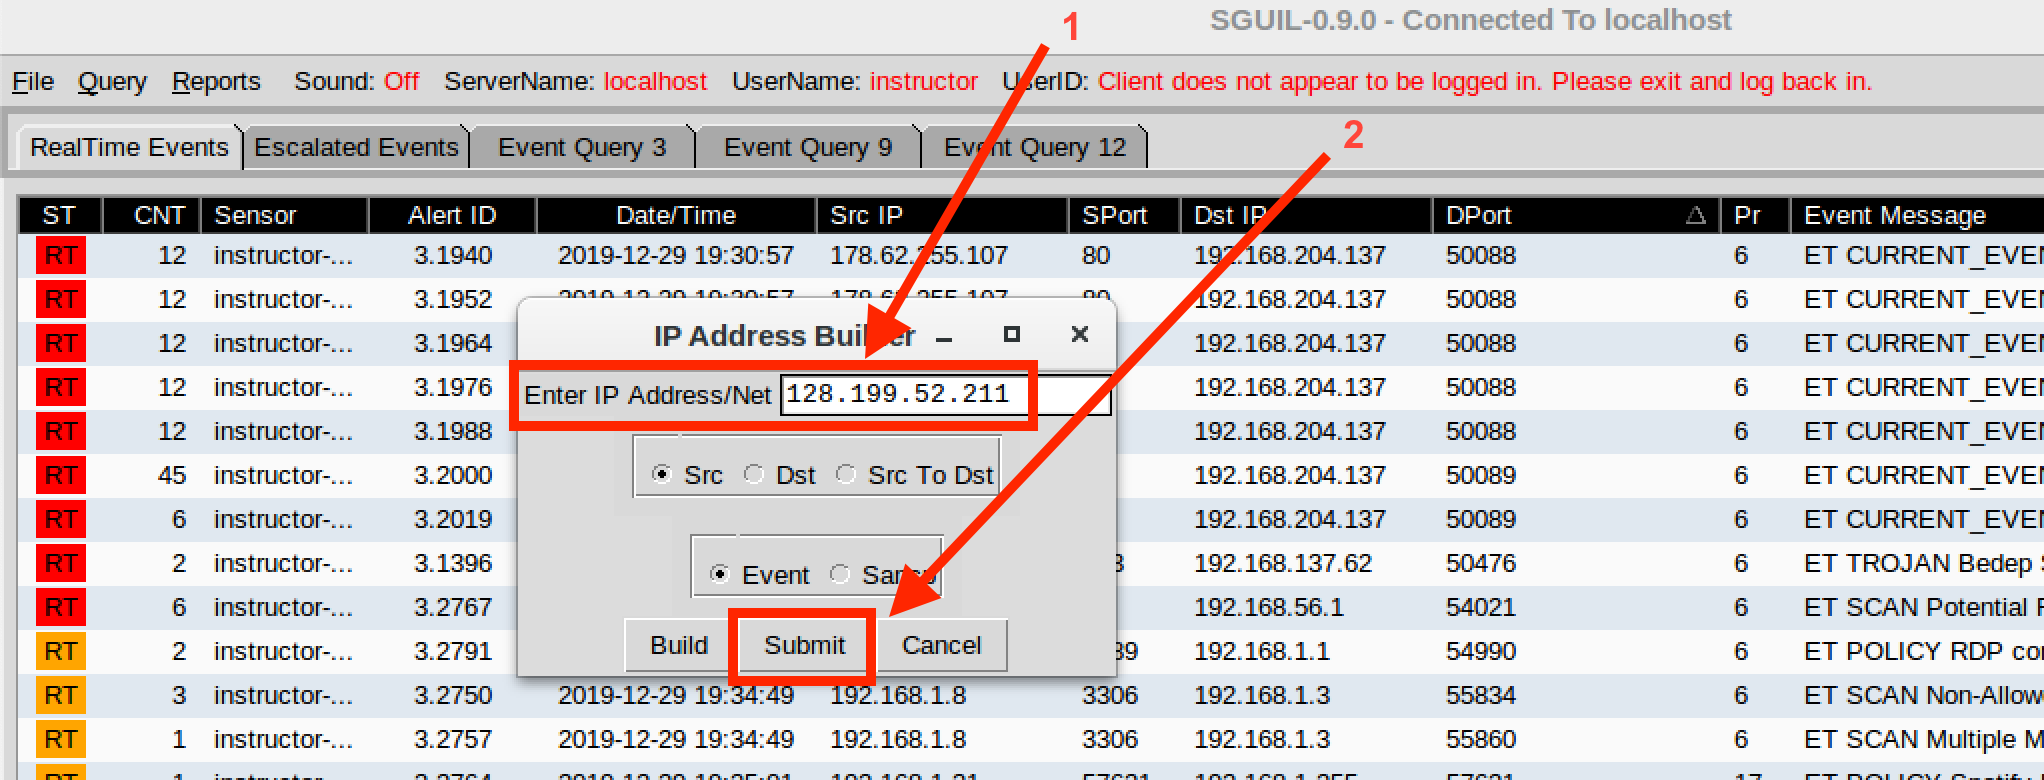 1
SGUIL-0.9.0 - Connected To localhost
File Query Reports Sound: Off ServerName: localhost UserName: instructor UserID: Client does not appear to be logged in. Please exit and log back in.
2
RealTime Events Escalated Events Event Query 3 Event Query 9 Event Query 12
ST CNT Sensor Alert ID Date/Time Src IP SPort Dst IP DPort Pr Event Message
RT 12 instructor-... 3.1940 2019-12-29 19:30:57 178.62.255.107 80 192.168.204.137 50088 6 ET CURRENT_EVEN
RT 12 instructor-... 3.1952 2019-12-29 19:30:57 178.62.255.107 80 192.168.204.137 50088 6 ET CURRENT_EVEN
IP Address Builder
RT 12 instructor-... 3.1964 192.168.204.137 50088 6 ET CURRENT_EVEN
RT 12 instructor-... 3.1976 192.168.204.137 50088 6 ET CURRENT_EVEN
Enter IP Address/Net 128.199.52.211
RT 12 instructor-... 3.1988 192.168.204.137 50088 6 ET CURRENT_EVEN
RT 45 instructor-... 3.2000 192.168.204.137 50089 6 ET CURRENT_EVEN
Src Dst Src To Dst
RT 6 instructor-... 3.2019 192.168.204.137 50089 6 ET CURRENT_EVEN
RT 2 instructor-... 3.1396 192.168.137.62 50476 6 ET TROJAN Bedep
Event Sancp
RT 6 instructor-... 3.2767 192.168.56.1 54021 6 ET SCAN Potential
RT 2 instructor-... 3.2791 192.168.1.1 54990 6 ET POLICY RDP
Build Submit Cancel
RT 3 instructor-... 3.2750 2019-12-29 19:34:49 192.168.1.8 3306 192.168.1.3 55834 6 ET SCAN Non-Allow
RT 1 instructor-... 3.2757 2019-12-29 19:34:49 192.168.1.8 3306 192.168.1.3 55860 6 ET SCAN Multiple M